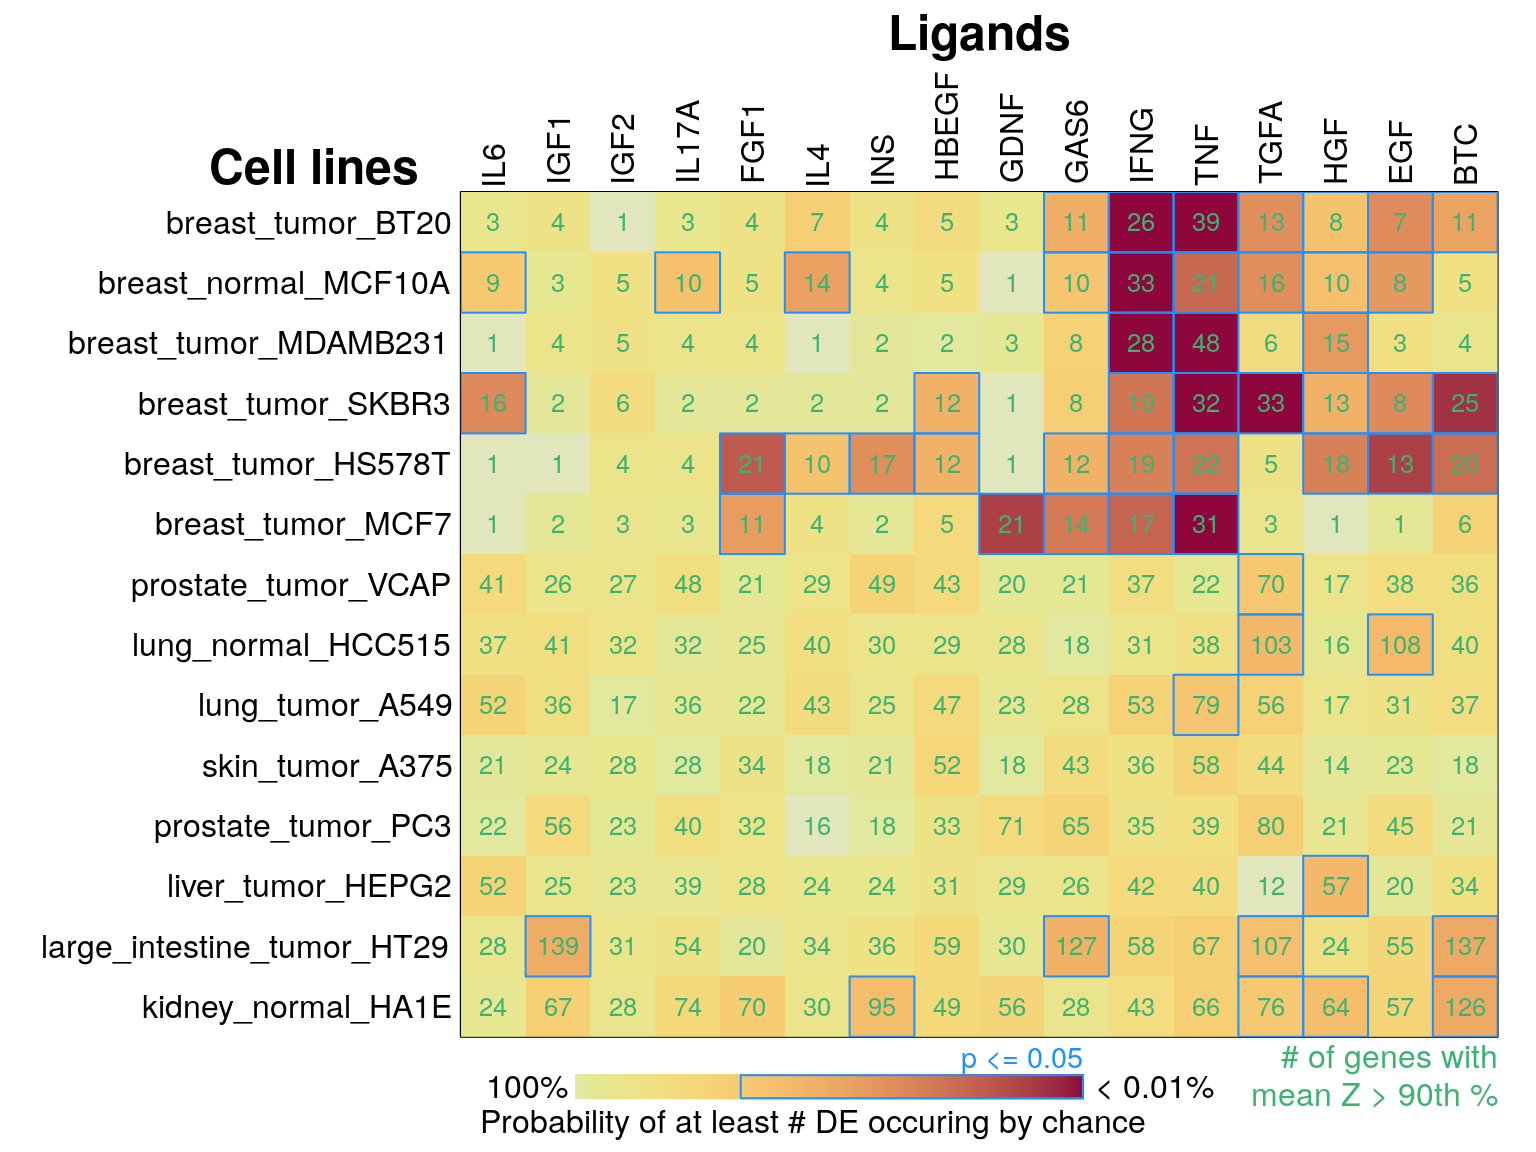 Ligands
Cell lines
IL6 IGF1 IGF2 IL17A FGF1 IL4 INS HBEGF GDNF GAS6 IFNG TNF TGFA HGF EGF BTC
breast_tumor_BT20 3 4 1 3 4 7 4 5 3 11 26 39 13 8 7 11
breast_normal_MCF10A 9 3 5 10 5 14 4 5 1 10 33 21 16 10 8 5
breast_tumor_MDAMB231 1 4 5 4 4 1 2 2 3 8 28 48 6 15 3 4
breast_tumor_SKBR3 16 2 6 2 2 2 2 12 1 8 19 32 33 13 8 25
breast_tumor_HS578T 1 1 4 4 21 10 17 12 1 12 19 22 5 18 13 20
breast_tumor_MCF7 1 2 3 3 11 4 2 5 21 14 17 31 3 1 1 6
prostate_tumor_VCAP 41 26 27 48 21 29 49 43 20 21 37 22 70 17 38 36
lung_normal_HCC515 37 41 32 32 25 40 30 29 28 18 31 38 103 16 108 40
lung_tumor_A549 52 36 17 36 22 43 25 47 23 28 53 79 56 17 31 37
skin_tumor_A375 21 24 28 28 34 18 21 52 18 43 36 58 44 14 23 18
prostate_tumor_PC3 22 56 23 40 32 16 18 33 71 65 35 39 80 21 45 21
liver_tumor_HEPG2 52 25 23 39 28 24 24 31 29 26 42 40 12 57 20 34
large_intestine_tumor_HT29 28 139 31 54 20 34 36 59 30 127 58 67 107 24 55 137
kidney_normal_HA1E 24 67 28 74 70 30 95 49 56 28 43 66 76 64 57 126
p <= 0.05
100% < 0.01%
Probability of at least # DE occuring by chance
# of genes with
mean Z > 90th %